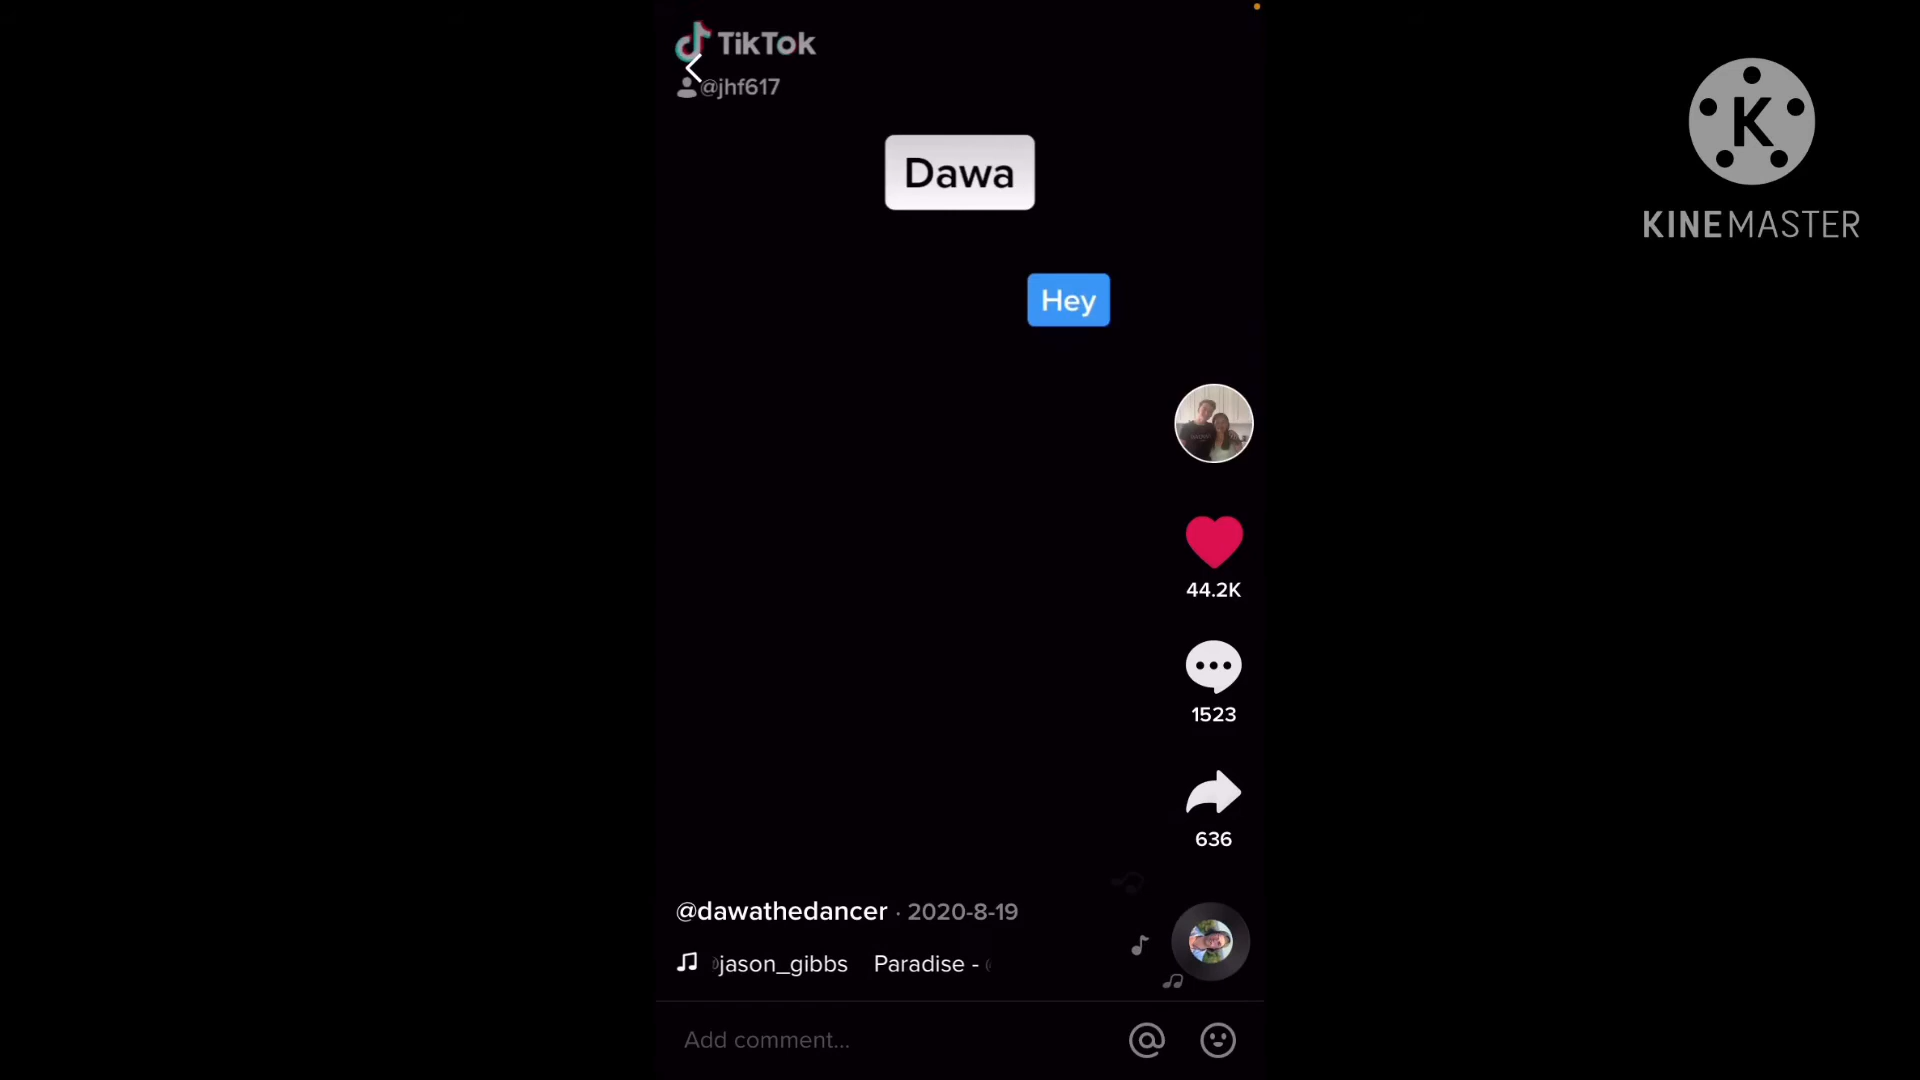 TikTok
@jhf617
Dawa
Hey
K
KINEMASTER
44.2K
1523
636
@dawathedancer · 2020-8-19
jason_gibbs Paradise -
Add comment...